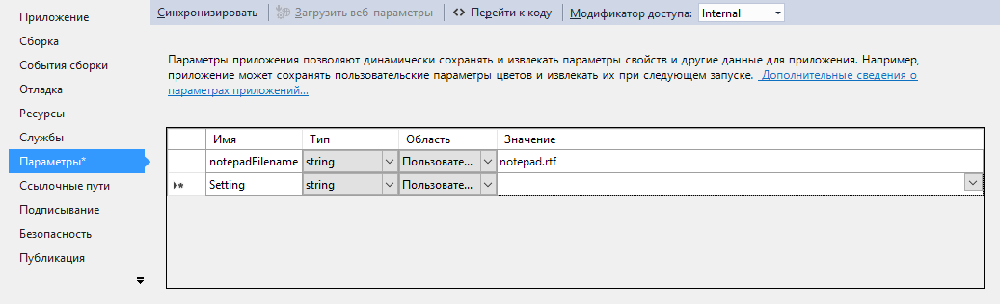 Синхронизировать Загрузить веб-параметры Перейти к коду Модификатор доступа: Internal
Приложение
Сборка
События сборки
Отладка
Ресурсы
Службы
Параметры*
Ссылочные пути
Подписывание
Безопасность
Публикация
Параметры приложения позволяют динамически сохранять и извлекать параметры свойств и другие данные для приложения. Например,
приложение может сохранять пользовательские параметры цветов и извлекать их при следующем запуске. Дополнительные сведения о
параметрах приложений...
Имя Тип Область Значение
notepadFilename string Пользовате... notepad.rtf
Setting string Пользовате...